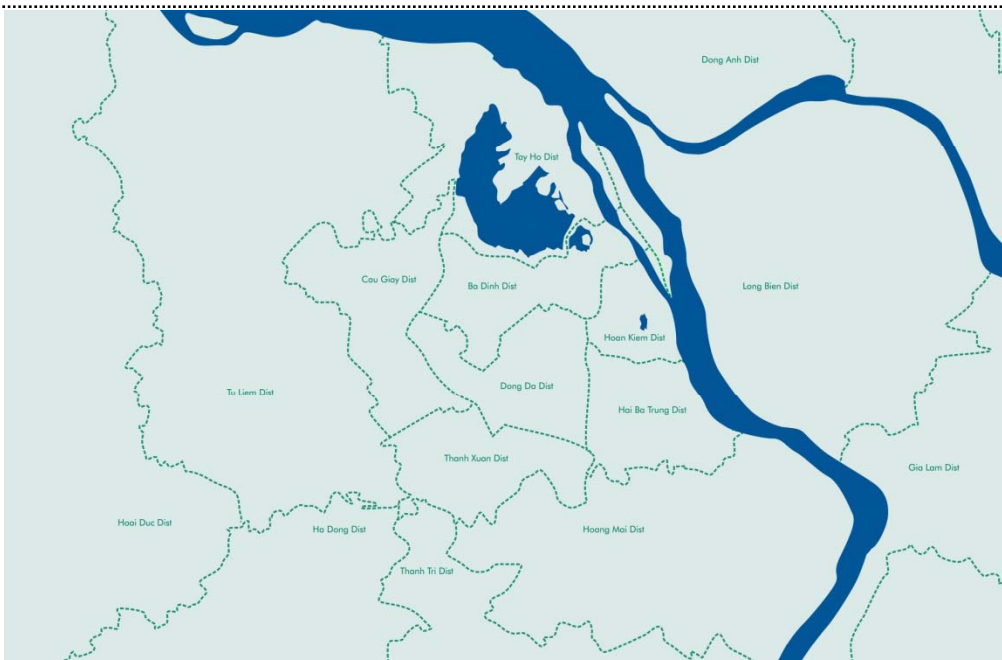 Dong Anh Dist
Tay Ho Dist
Cau Giay Dist
Ba Dinh Dist
Long Bien Dist
Hoan Kiem Dist
Dong Da Dist
Tu Liem Dist
Hai Ba Trung Dist
Thanh Xuan Dist
Gia Lam Dist
Hoai Duc Dist
Ha Dong Dist
Hoang Mai Dist
Thanh Tri Dist